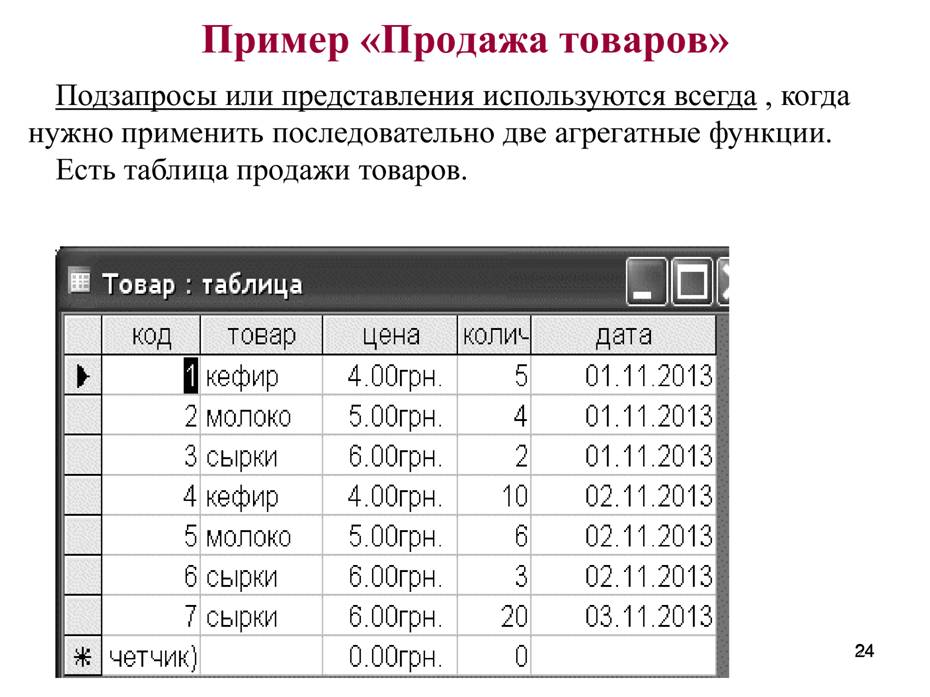 Пример «Продажа товаров»
Подзапросы или представления используются всегда , когда
нужно применить последовательно две агрегатные функции.
Есть таблица продажи товаров.
Товар : таблица
код товар цена колич дата
1 кефир 4.00грн. 5 01.11.2013
2 молоко 5.00грн. 4 01.11.2013
3 сырки 6.00грн. 2 01.11.2013
4 кефир 4.00грн. 10 02.11.2013
5 молоко 5.00грн. 6 02.11.2013
6 сырки 6.00грн. 3 02.11.2013
7 сырки 6.00грн. 20 03.11.2013
четчик) 0.00грн. 0
24